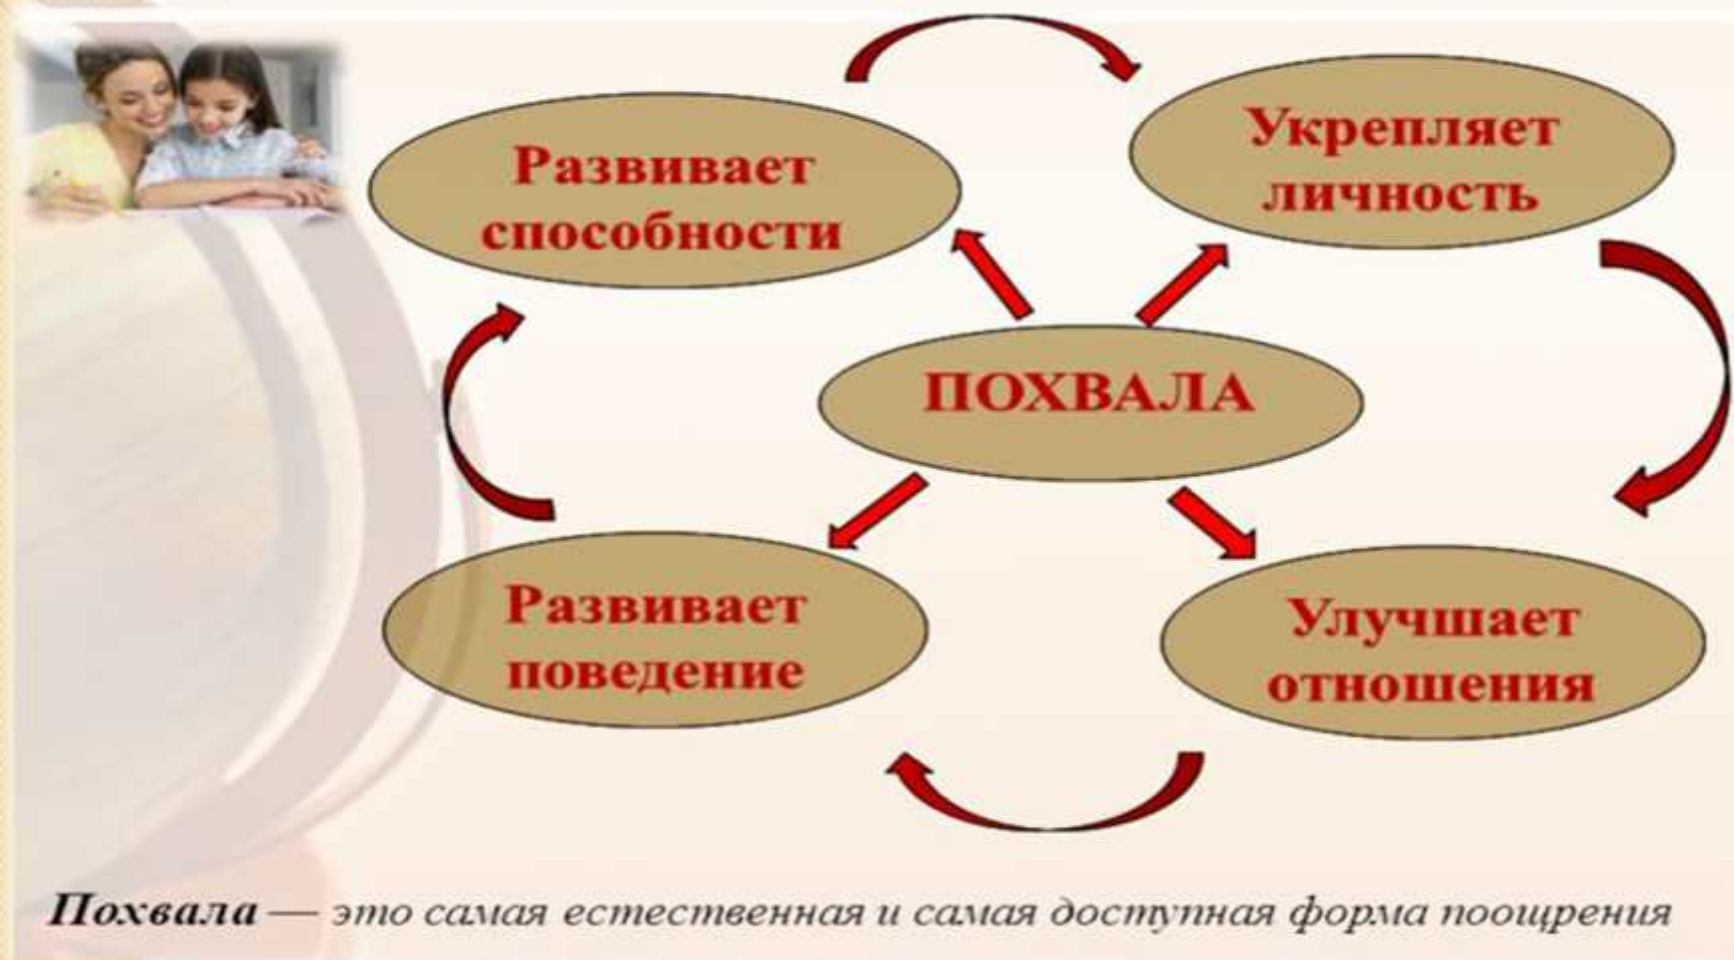 Развивает
способности
Укрепляет
личность
ПОХВАЛА
Развивает
поведение
Улучшает
отношения
Похвала — это самая естественная и самая доступная форма поощрения